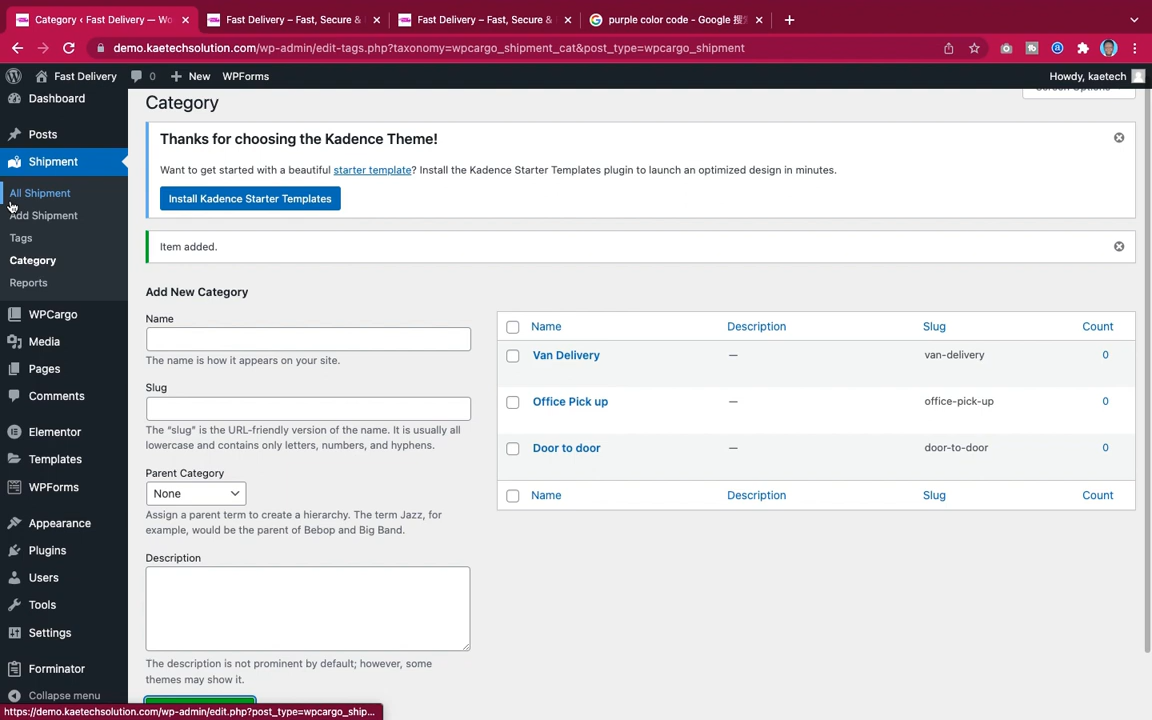 Category ‹ Fast Delivery — Wo
Fast Delivery – Fast, Secure &
Fast Delivery – Fast, Secure &
purple color code - Google 搜
demo.kaetechsolution.com/wp-admin/edit-tags.php?taxonomy=wpcargo_shipment_cat&post_type=wpcargo_shipment
Fast Delivery
0
New
WPForms
Howdy, kaetech
Dashboard
Posts
Shipment
All Shipment
Add Shipment
Tags
Category
Reports
WPCargo
Media
Pages
Comments
Elementor
Templates
WPForms
Appearance
Plugins
Users
Tools
Settings
Forminator
Collapse menu
Screen Options
Category
Thanks for choosing the Kadence Theme!
Want to get started with a beautiful starter template? Install the Kadence Starter Templates plugin to launch an optimized design in minutes.
Install Kadence Starter Templates
Item added.
Add New Category
Name
The name is how it appears on your site.
Slug
The “slug” is the URL-friendly version of the name. It is usually all
lowercase and contains only letters, numbers, and hyphens.
Parent Category
None
Assign a parent term to create a hierarchy. The term Jazz, for
example, would be the parent of Bebop and Big Band.
Description
The description is not prominent by default; however, some
themes may show it.
Name Description Slug Count
Van Delivery — van-delivery 0
Office Pick up — office-pick-up 0
Door to door — door-to-door 0
Name Description Slug Count
https://demo.kaetechsolution.com/wp-admin/edit.php?post_type=wpcargo_ship...